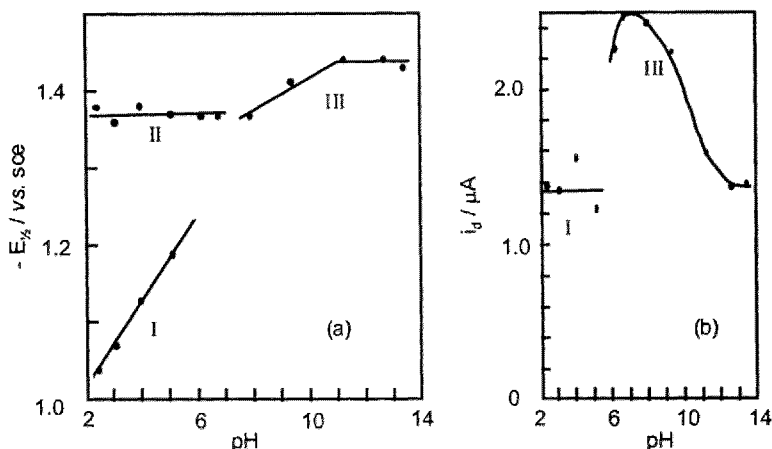 - E½ / vs. sce
1.4
1.2
1.0
II
III
I
(a)
2
6
10
14
pH
i_d / µA
2.0
1.0
0
III
I
(b)
2
6
10
14
pH